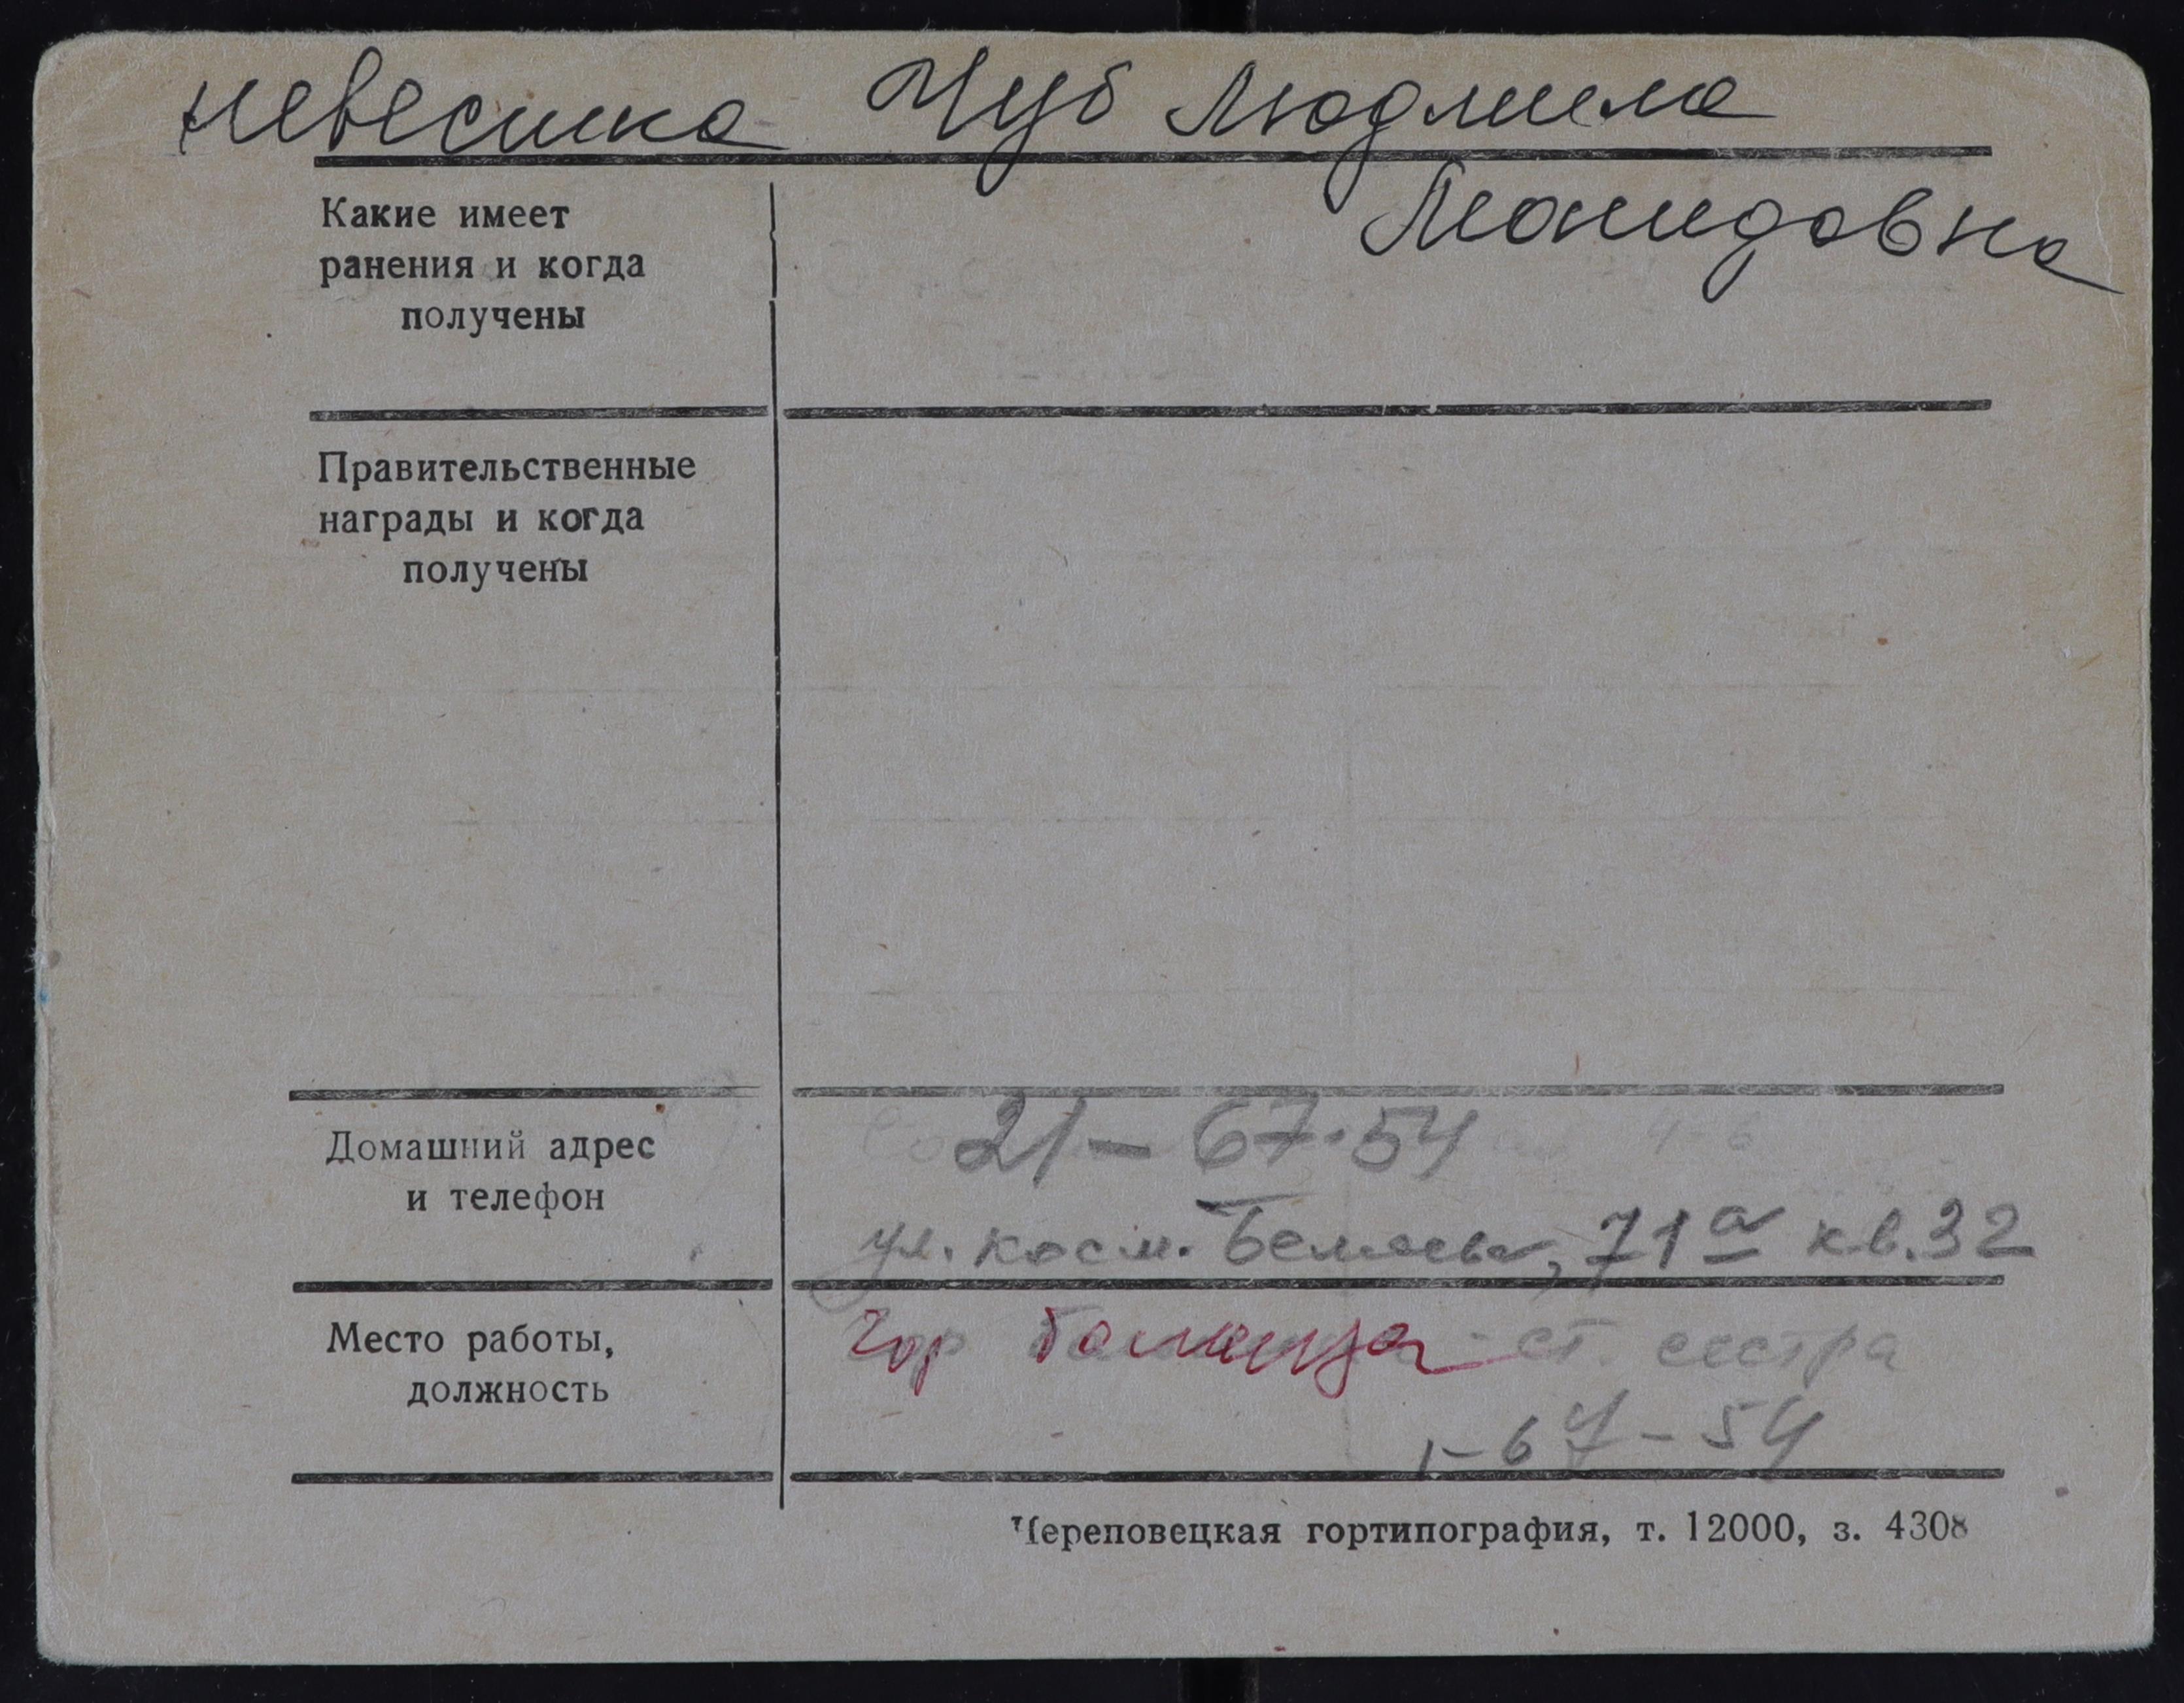 невестка Чуб Людмила
Леонидовна
Какие имеет
ранения и когда
получены
Правительственные
награды и когда
получены
Домашний адрес
и телефон
21-67-54
ул. косм. Беляева, 71а кв. 32
Место работы,
должность
гор больница - ст. сестра
1-67-54
Череповецкая гортипография, т. 12000, з. 4308